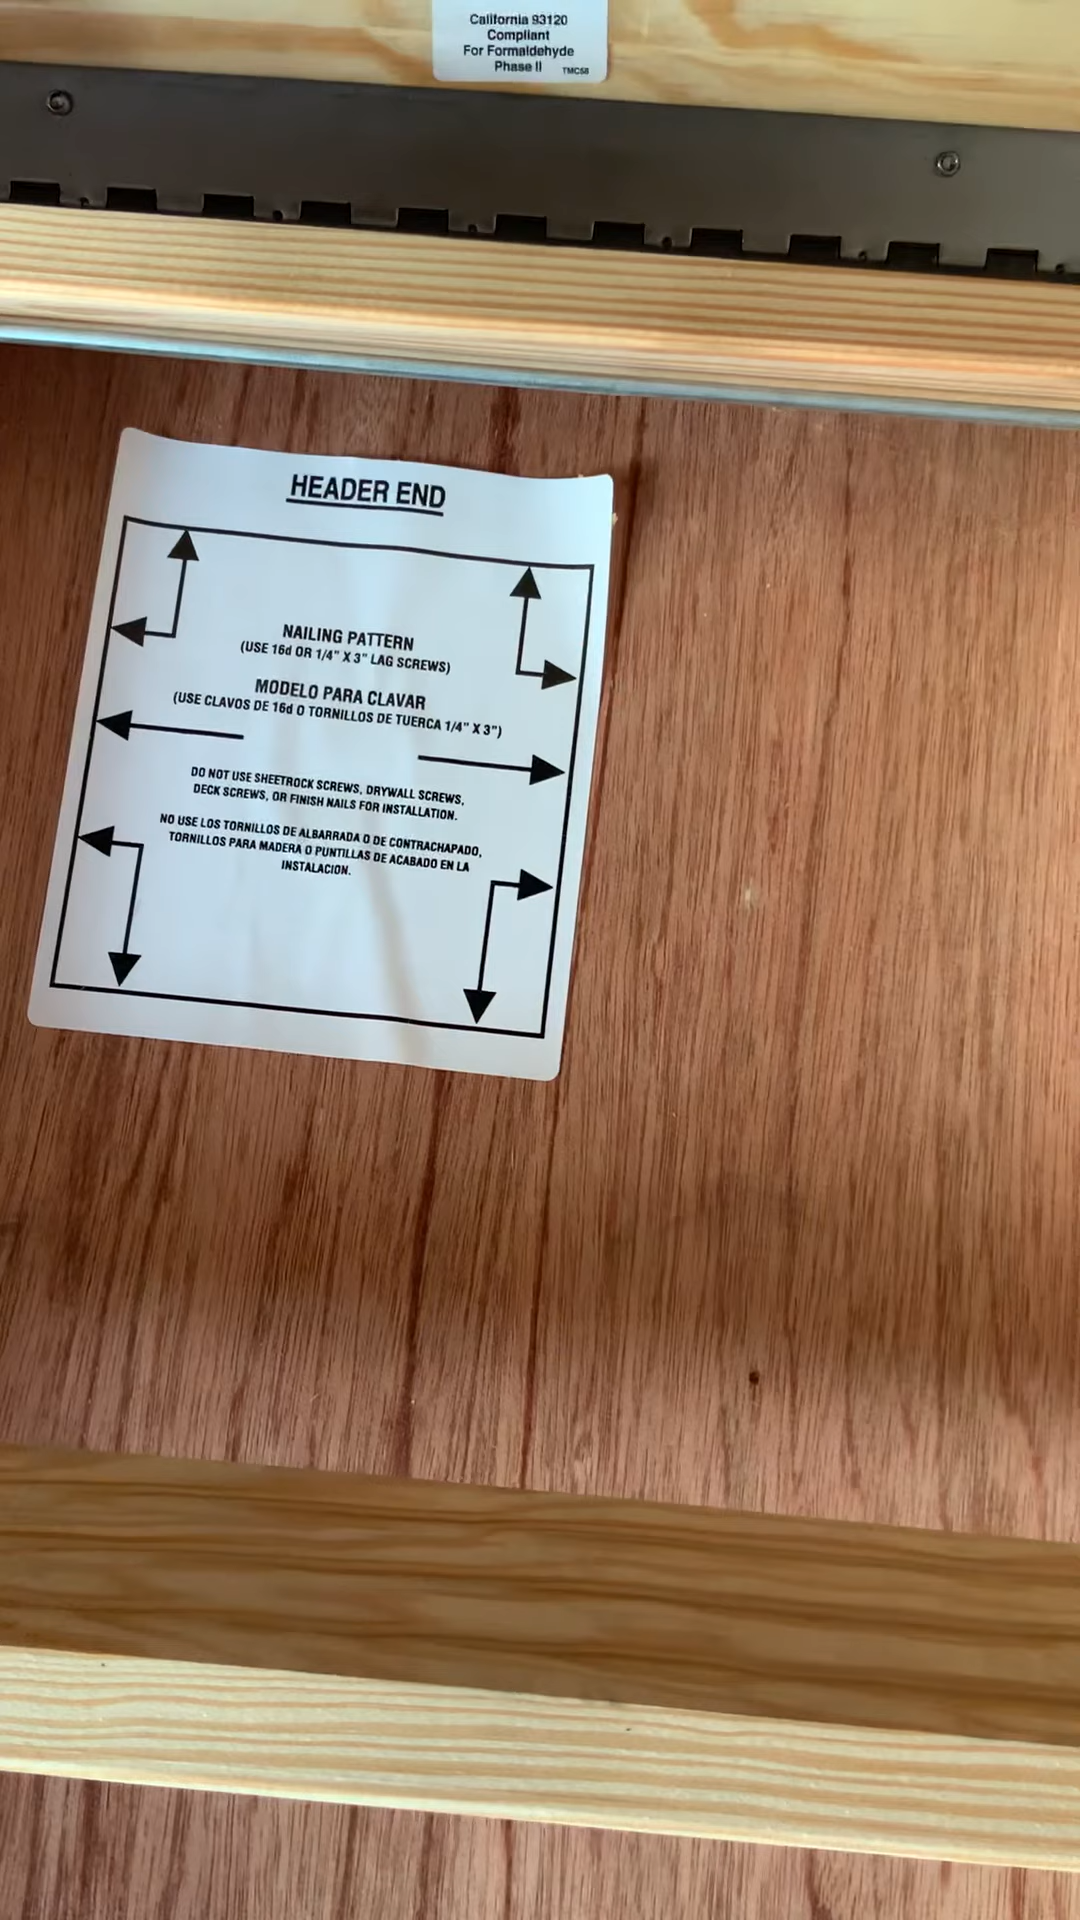 California 93120
Compliant
For Formaldehyde
Phase II TMC58
HEADER END
NAILING PATTERN
(USE 16d OR 1/4" X 3" LAG SCREWS)
MODELO PARA CLAVAR
(USE CLAVOS DE 16d O TORNILLOS DE TUERCA 1/4" X 3")
DO NOT USE SHEETROCK SCREWS, DRYWALL SCREWS,
DECK SCREWS, OR FINISH NAILS FOR INSTALLATION.
NO USE LOS TORNILLOS DE ALBARRADA O DE CONTRACHAPADO,
TORNILLOS PARA MADERA O PUNTILLAS DE ACABADO EN LA
INSTALACION.